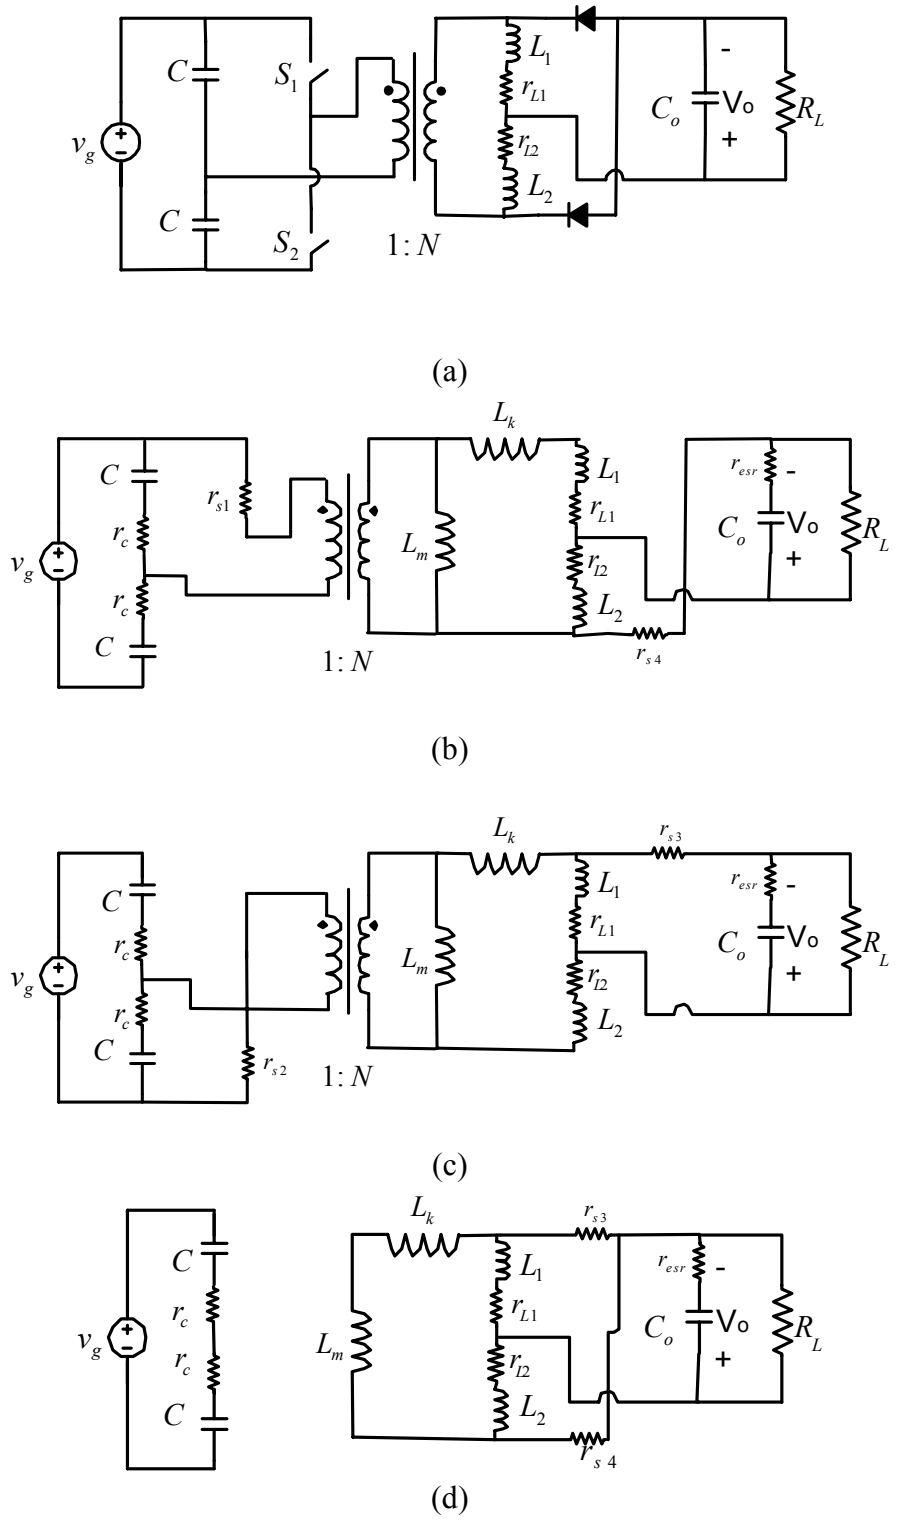 C
S₁
v_g
C
S₂
1:N
L₁
r_L1
r_L2
L₂
C_o
-
Vo
+
R_L
(a)
C
r_c
r_s1
v_g
r_c
C
1:N
L_m
L_k
L₁
r_L1
r_L2
L₂
r_s4
r_esr
-
C_o
Vo
+
R_L
(b)
C
r_c
v_g
r_c
C
r_s2
1:N
L_m
L_k
L₁
r_L1
r_L2
L₂
r_s3
r_esr
-
C_o
Vo
+
R_L
(c)
C
r_c
v_g
r_c
C
L_k
L_m
L₁
r_L1
r_L2
L₂
r_s3
r_s4
r_esr
-
C_o
Vo
+
R_L
(d)